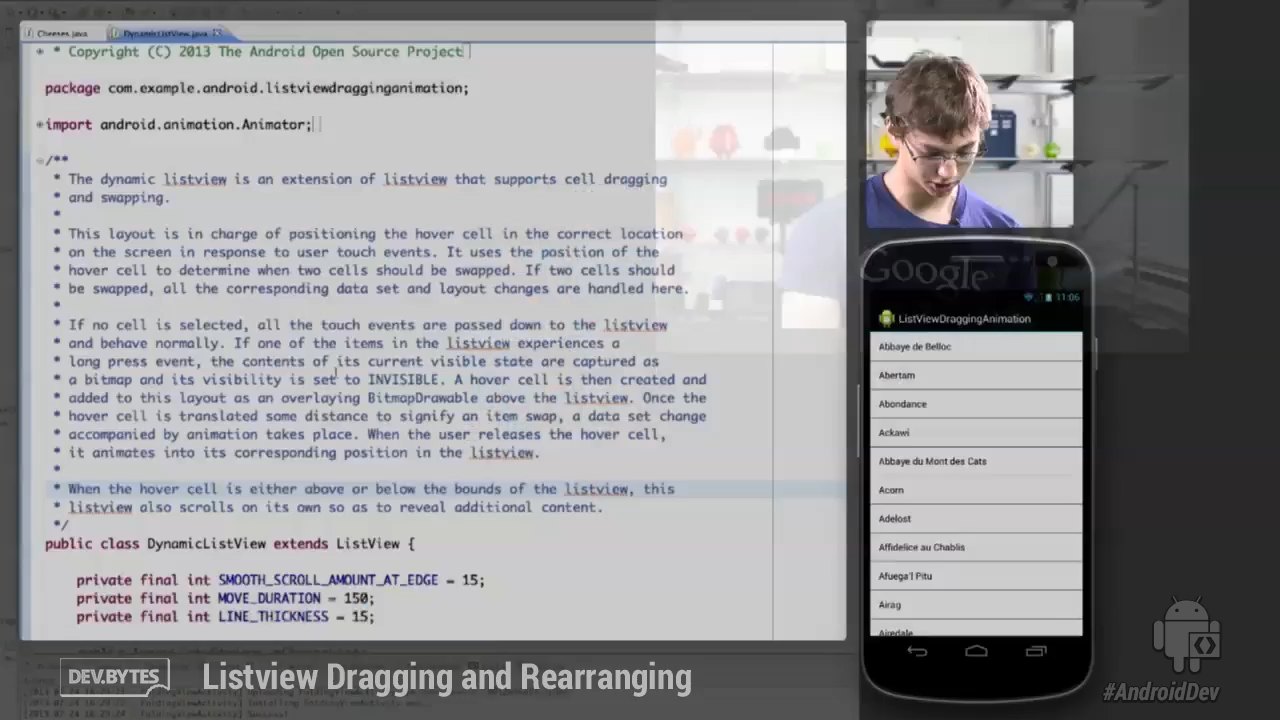 Cheeses.java
DynamicListView.java
* Copyright (C) 2013 The Android Open Source Project
package com.example.android.listviewdragginganimation;
import android.animation.Animator;
/**
* The dynamic listview is an extension of listview that supports cell dragging
* and swapping.
*
* This layout is in charge of positioning the hover cell in the correct location
* on the screen in response to user touch events. It uses the position of the
* hover cell to determine when two cells should be swapped. If two cells should
* be swapped, all the corresponding data set and layout changes are handled here.
*
* If no cell is selected, all the touch events are passed down to the listview
* and behave normally. If one of the items in the listview experiences a
* long press event, the contents of its current visible state are captured as
* a bitmap and its visibility is set to INVISIBLE. A hover cell is then created and
* added to this layout as an overlaying BitmapDrawable above the listview. Once the
* hover cell is translated some distance to signify an item swap, a data set change
* accompanied by animation takes place. When the user releases the hover cell,
* it animates into its corresponding position in the listview.
*
* When the hover cell is either above or below the bounds of the listview, this
* listview also scrolls on its own so as to reveal additional content.
*/
public class DynamicListView extends ListView {
private final int SMOOTH_SCROLL_AMOUNT_AT_EDGE = 15;
private final int MOVE_DURATION = 150;
private final int LINE_THICKNESS = 15;
Google
11:06
ListViewDraggingAnimation
Abbaye de Belloc
Abertam
Abondance
Ackawi
Abbaye du Mont des Cats
Acorn
Adelost
Affidelice au Chablis
Afuega'l Pitu
Airag
Airedale
DEV.BYTES
Listview Dragging and Rearranging
#AndroidDev